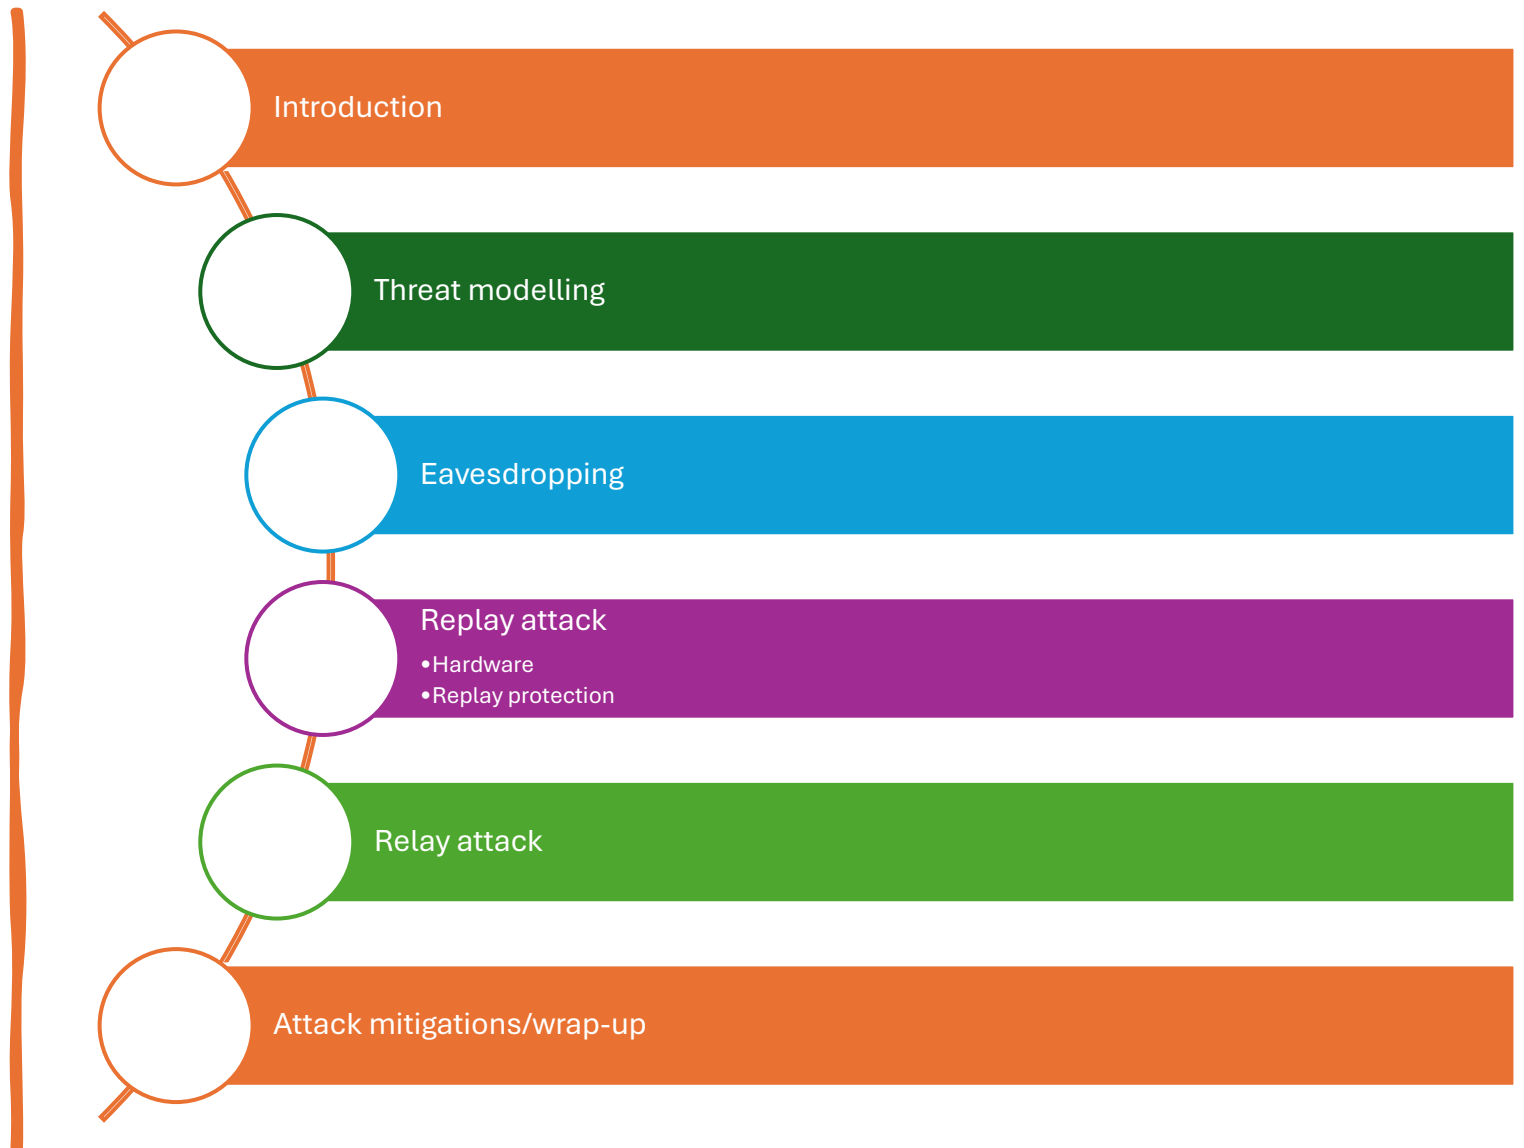 Introduction
Threat modelling
Eavesdropping
Replay attack
•Hardware
•Replay protection
Relay attack
Attack mitigations/wrap-up